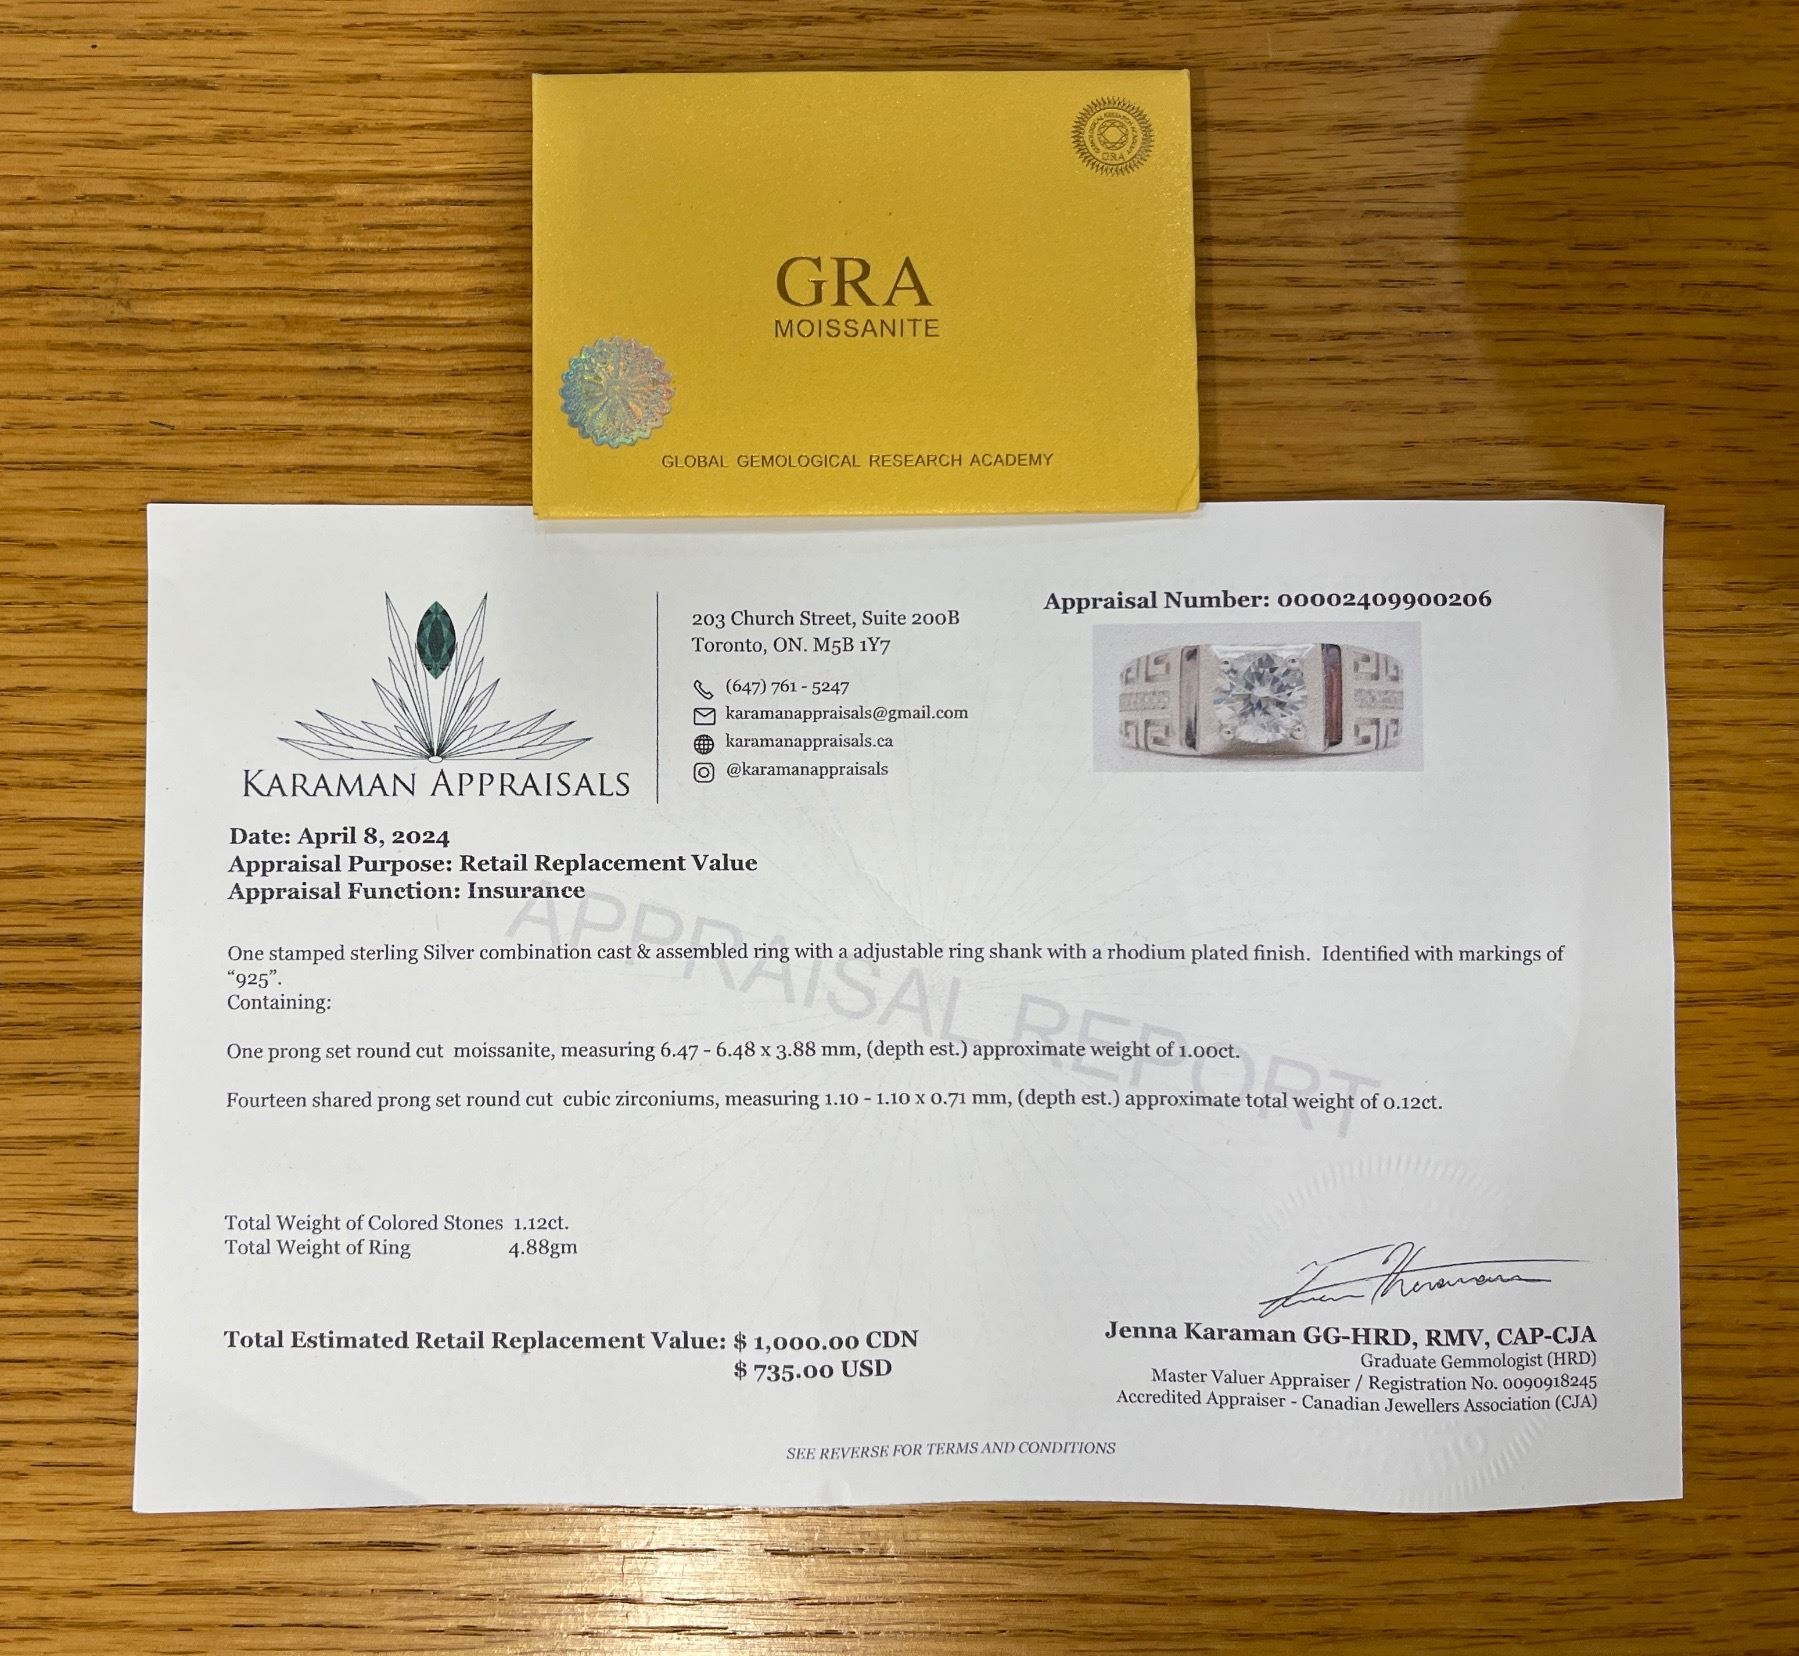 GRA
MOISSANITE
GLOBAL GEMOLOGICAL RESEARCH ACADEMY
KARAMAN APPRAISALS
203 Church Street, Suite 200B
Toronto, ON. M5B 1Y7
(647) 761 - 5247
karamanappraisals@gmail.com
karamanappraisals.ca
@karamanappraisals
Appraisal Number: 00002409900206
Date: April 8, 2024
Appraisal Purpose: Retail Replacement Value
Appraisal Function: Insurance
APPRAISAL REPORT
One stamped sterling Silver combination cast & assembled ring with a adjustable ring shank with a rhodium plated finish. Identified with markings of
“925”.
Containing:
One prong set round cut moissanite, measuring 6.47 - 6.48 x 3.88 mm, (depth est.) approximate weight of 1.00ct.
Fourteen shared prong set round cut cubic zirconiums, measuring 1.10 - 1.10 x 0.71 mm, (depth est.) approximate total weight of 0.12ct.
Total Weight of Colored Stones 1.12ct.
Total Weight of Ring 4.88gm
Total Estimated Retail Replacement Value: $ 1,000.00 CDN
$ 735.00 USD
Jenna Karaman GG-HRD, RMV, CAP-CJA
Graduate Gemmologist (HRD)
Master Valuer Appraiser / Registration No. 0090918245
Accredited Appraiser - Canadian Jewellers Association (CJA)
SEE REVERSE FOR TERMS AND CONDITIONS